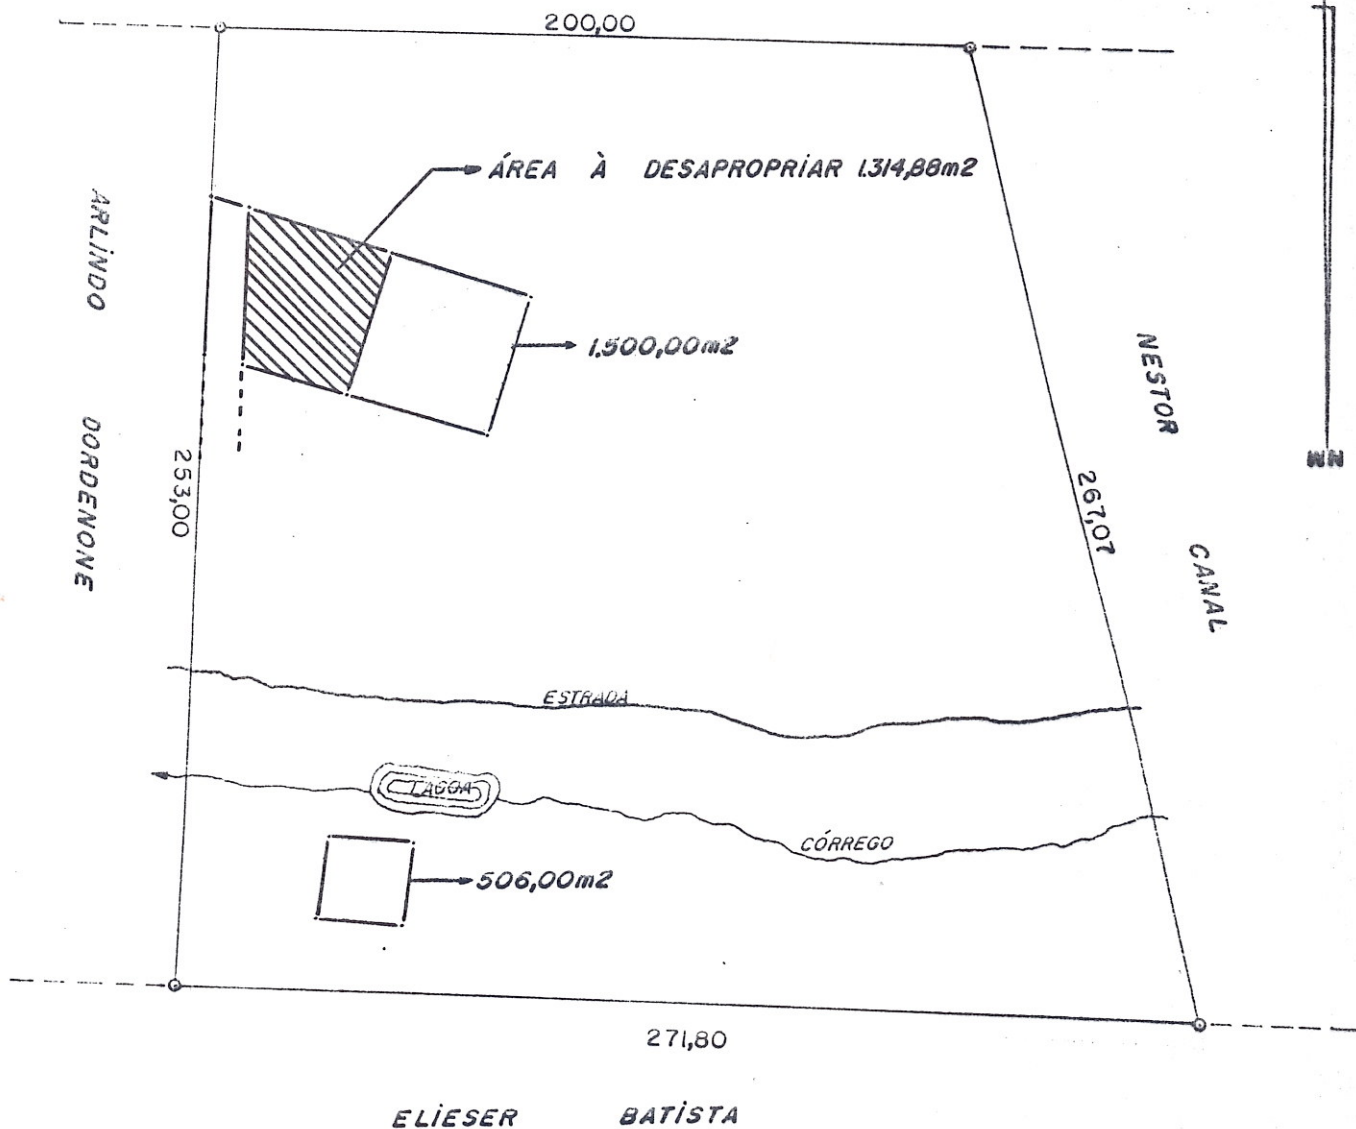 200,00
ÁREA À DESAPROPRIAR 1.314,88m2
1.500,00m2
ARLINDO DORDENONE
253,00
NESTOR CANAL
267,07
NM
ESTRADA
LAGOA
CÓRREGO
506,00m2
271,80
ELIESER BATISTA